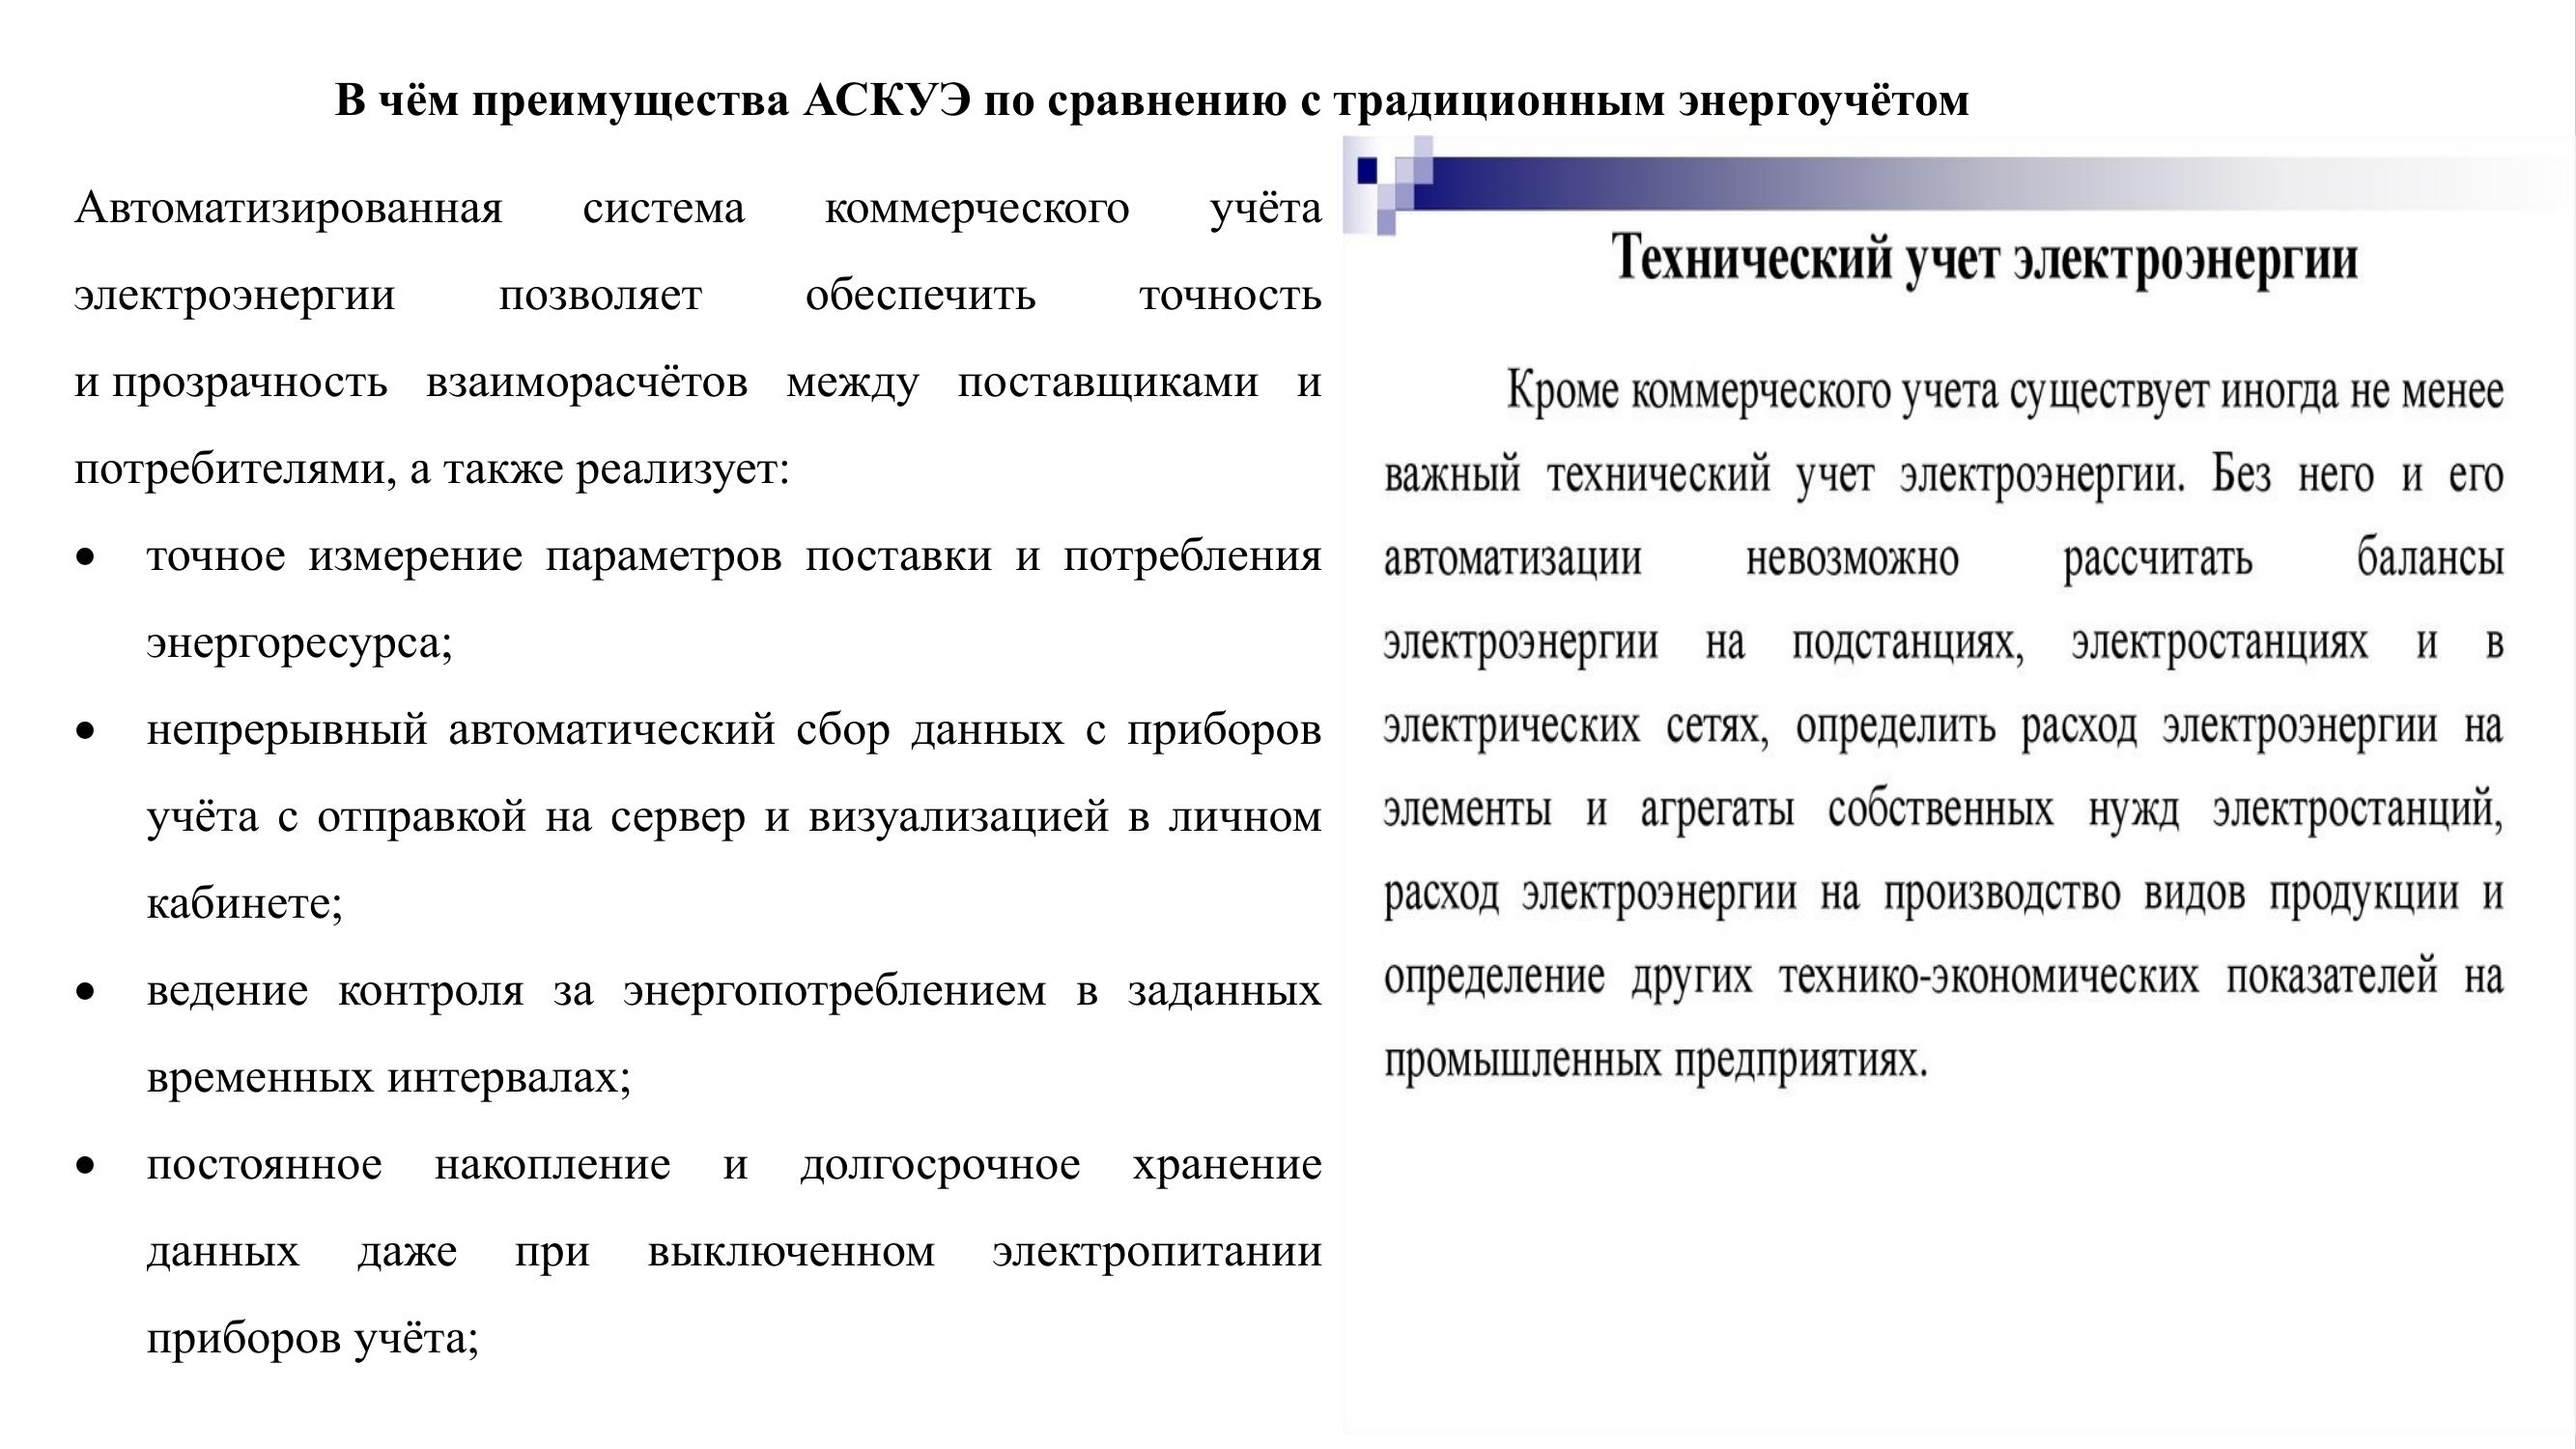 В чём преимущества АСКУЭ по сравнению с традиционным энергоучётом
Автоматизированная система коммерческого учёта
электроэнергии позволяет обеспечить точность
и прозрачность взаиморасчётов между поставщиками и
потребителями, а также реализует:
• точное измерение параметров поставки и потребления
энергоресурса;
• непрерывный автоматический сбор данных с приборов
учёта с отправкой на сервер и визуализацией в личном
кабинете;
• ведение контроля за энергопотреблением в заданных
временных интервалах;
• постоянное накопление и долгосрочное хранение
данных даже при выключенном электропитании
приборов учёта;
Технический учет электроэнергии
Кроме коммерческого учета существует иногда не менее
важный технический учет электроэнергии. Без него и его
автоматизации невозможно рассчитать балансы
электроэнергии на подстанциях, электростанциях и в
электрических сетях, определить расход электроэнергии на
элементы и агрегаты собственных нужд электростанций,
расход электроэнергии на производство видов продукции и
определение других технико-экономических показателей на
промышленных предприятиях.